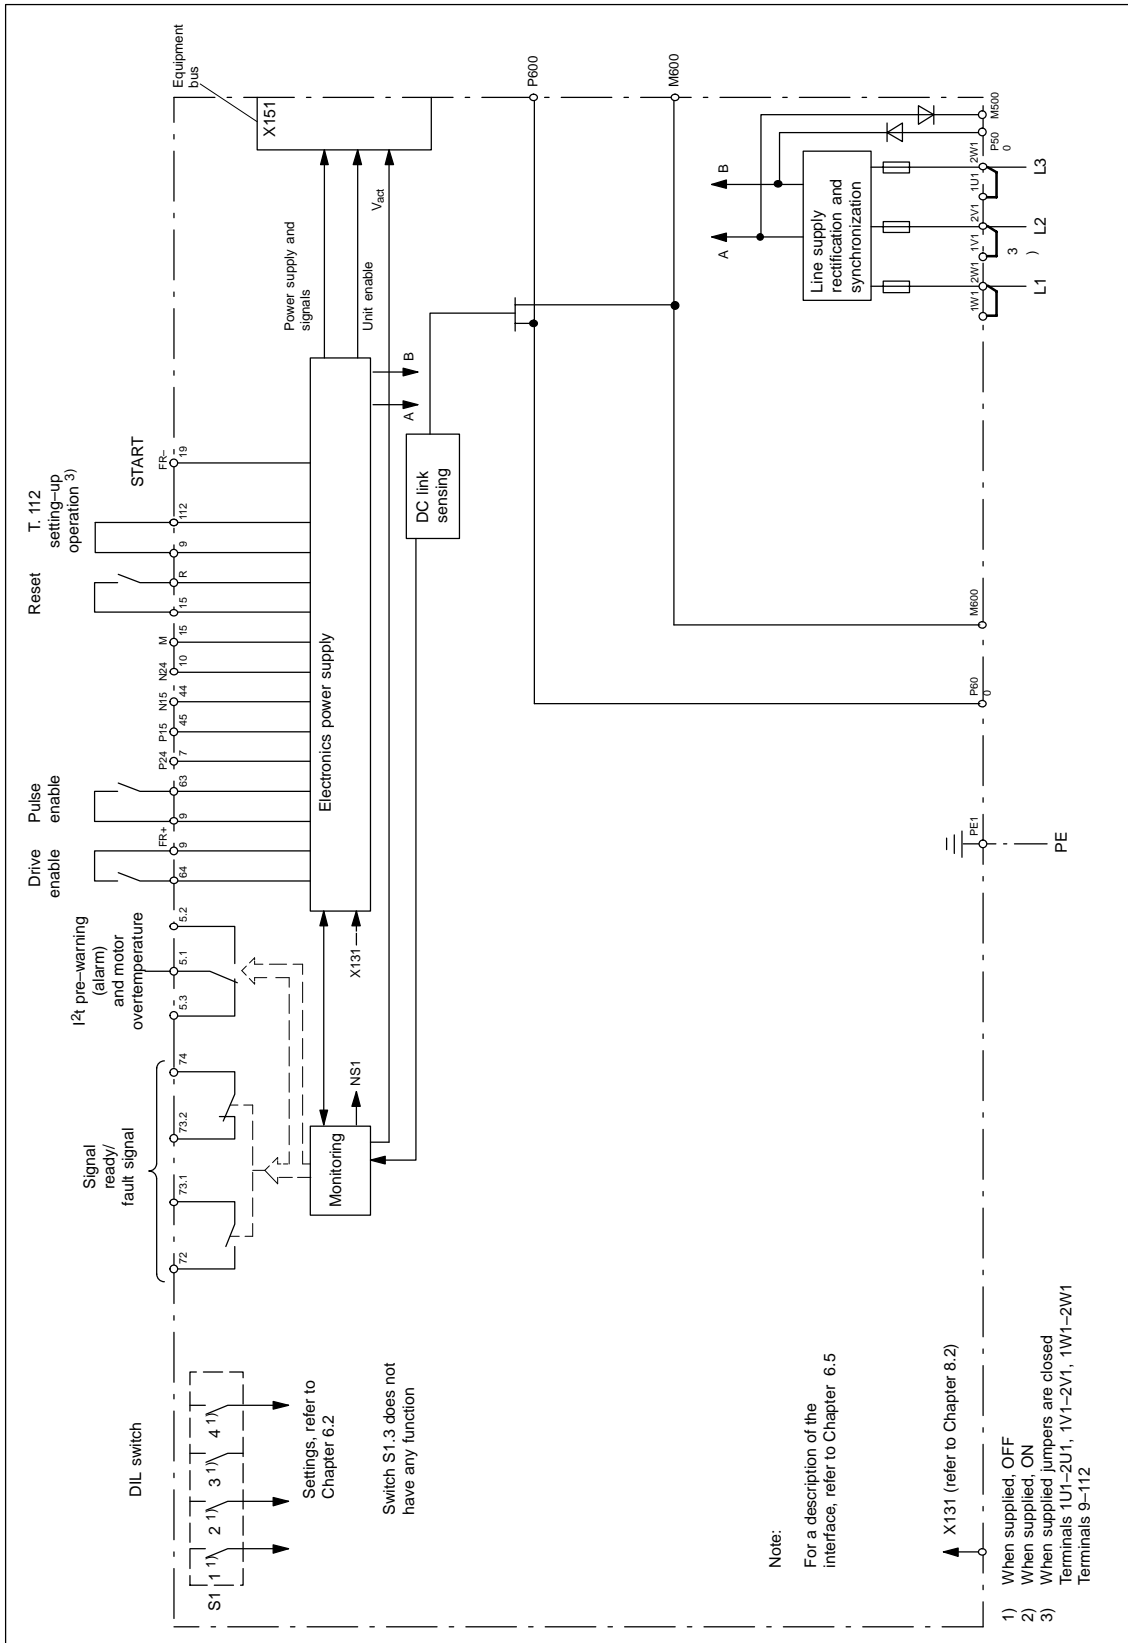 DIL switch
S1
1 1)
2 1)
3 1)
4 1)
Settings, refer to
Chapter 6.2
Switch S1.3 does not
have any function
Signal
ready/
fault signal
72
73.1
73.2
74
I2t pre–warning
(alarm)
and motor
overtemperature
5.3
5.1
5.2
Drive
enable
64
9
FR+
Pulse
enable
9
63
P24
7
P15
45
N15
44
N24
10
M
15
Reset
15
R
T. 112
setting–up
operation 3)
9
112
START
FR–
19
Equipment
bus
X151
Monitoring
NS1
X131
Electronics power supply
Power supply and
signals
Unit enable
Vact
A
B
DC link
sensing
P600
M600
P60
0
M600
PE1
PE
A
B
Line supply
rectification and
synchronization
1W1
2W1
1V1
2V1
1U1
2W1
P50
0
M500
L1
L2
L3
3
)
Note:
For a description of the
interface, refer to Chapter 6.5
X131 (refer to Chapter 8.2)
1) When supplied, OFF
2) When supplied, ON
3) When supplied jumpers are closed
Terminals 1U1–2U1, 1V1–2V1, 1W1–2W1
Terminals 9–112